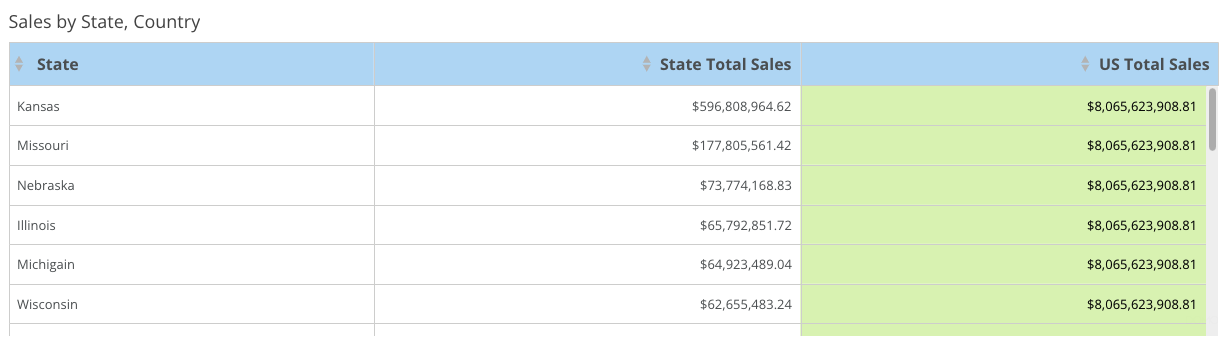 Sales by State, Country
State State Total Sales US Total Sales
Kansas $596,808,964.62 $8,065,623,908.81
Missouri $177,805,561.42 $8,065,623,908.81
Nebraska $73,774,168.83 $8,065,623,908.81
Illinois $65,792,851.72 $8,065,623,908.81
Michigain $64,923,489.04 $8,065,623,908.81
Wisconsin $62,655,483.24 $8,065,623,908.81